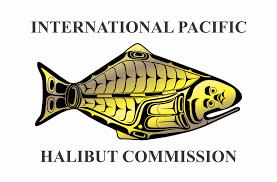 INTERNATIONAL PACIFIC
HALIBUT COMMISSION